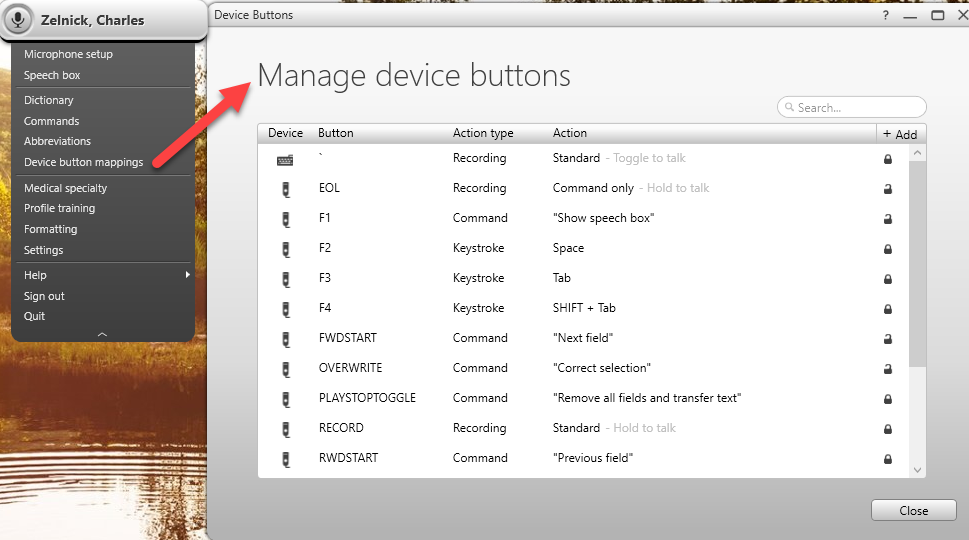 Zelnick, Charles
Microphone setup
Speech box
Dictionary
Commands
Abbreviations
Device button mappings
Medical specialty
Profile training
Formatting
Settings
Help
Sign out
Quit
Device Buttons
?
Manage device buttons
Search...
Device Button Action type Action + Add
` Recording Standard - Toggle to talk
EOL Recording Command only - Hold to talk
F1 Command "Show speech box"
F2 Keystroke Space
F3 Keystroke Tab
F4 Keystroke SHIFT + Tab
FWDSTART Command "Next field"
OVERWRITE Command "Correct selection"
PLAYSTOPTOGGLE Command "Remove all fields and transfer text"
RECORD Recording Standard - Hold to talk
RWDSTART Command "Previous field"
Close